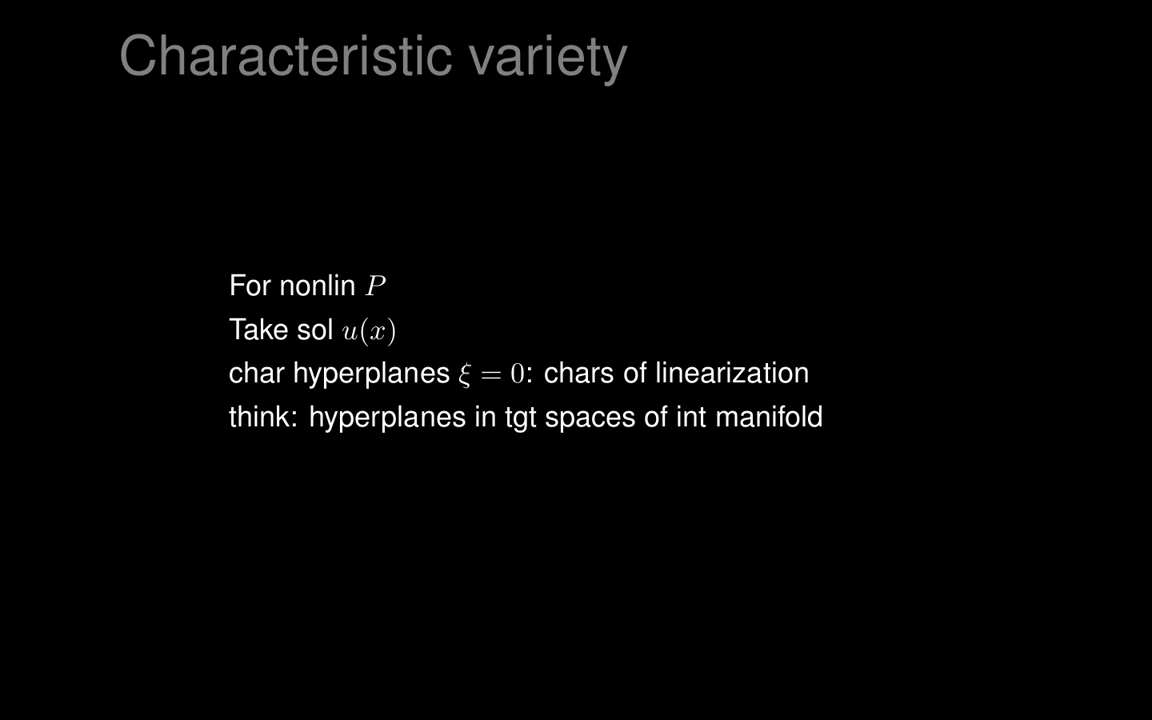 Characteristic variety
For nonlin P
Take sol u(x)
char hyperplanes ξ = 0: chars of linearization
think: hyperplanes in tgt spaces of int manifold